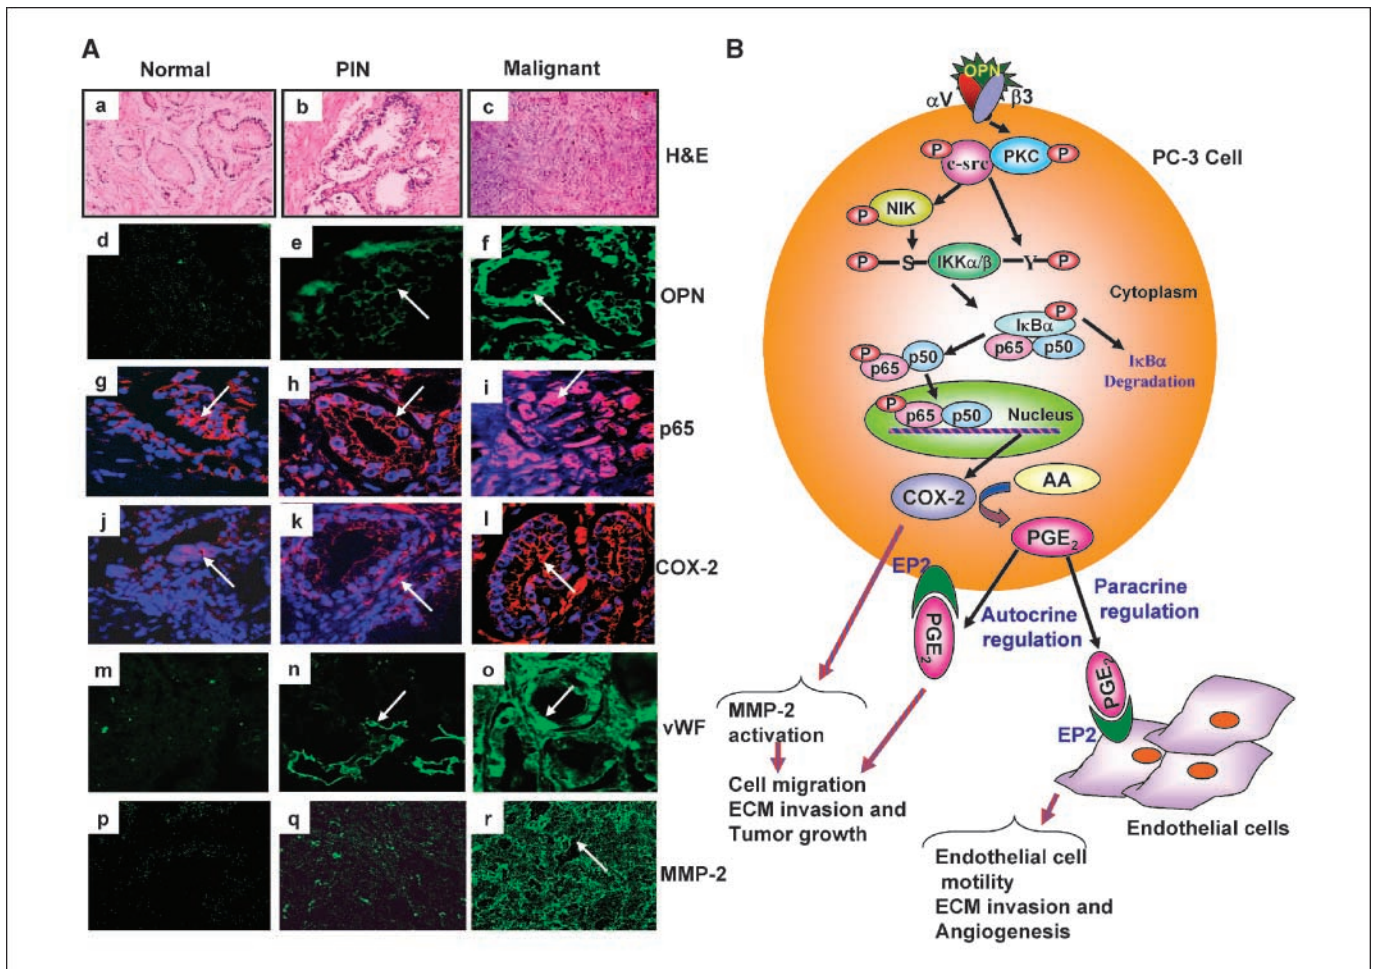 A
Normal
PIN
Malignant
a
b
c
H&E
d
e
f
OPN
g
h
i
p65
j
k
l
COX-2
m
n
o
vWF
p
q
r
MMP-2
B
OPN
αV
β3
PC-3 Cell
P
c-src
PKC
P
NIK
P
P
S
IKKα/β
Y
P
Cytoplasm
P
IκBα
p65
p50
P
p65
p50
IκBα
Degradation
P
p65
p50
Nucleus
COX-2
AA
PGE2
EP2
PGE2
Autocrine
regulation
Paracrine
regulation
PGE2
EP2
MMP-2
activation
Cell migration
ECM invasion and
Tumor growth
Endothelial cells
Endothelial cell
motility
ECM invasion and
Angiogenesis